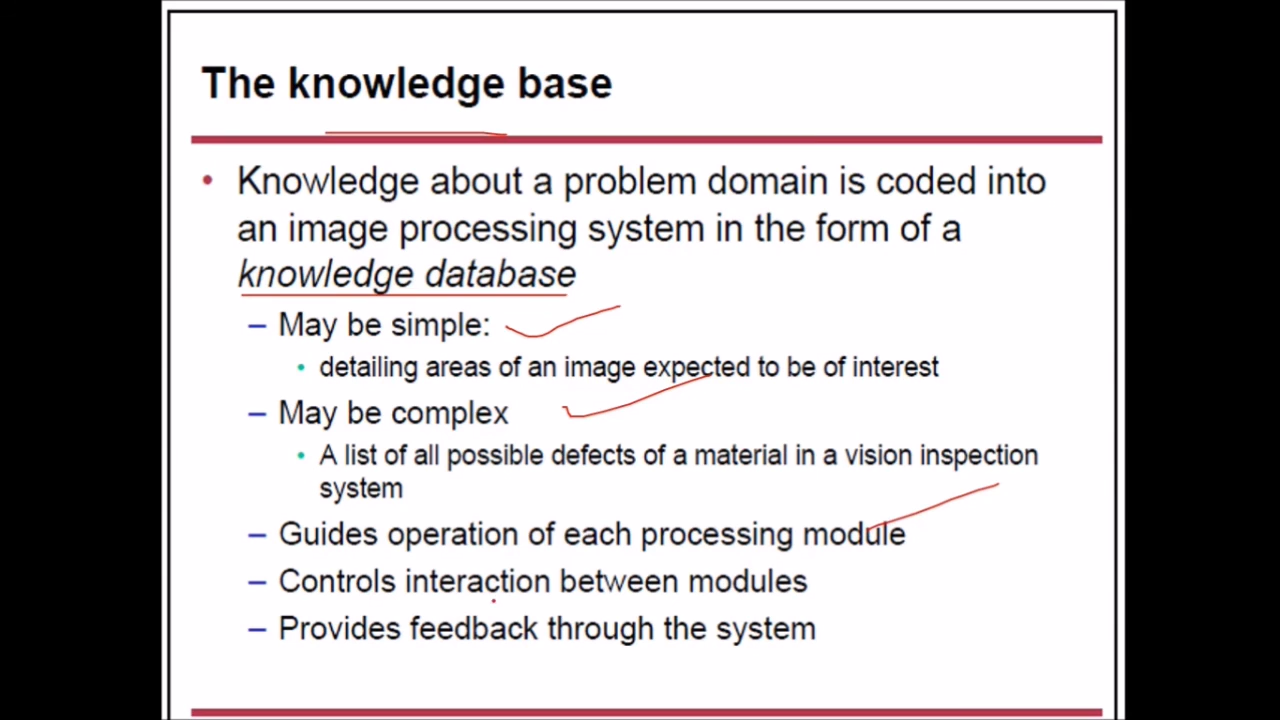 The knowledge base
• Knowledge about a problem domain is coded into
an image processing system in the form of a
knowledge database
– May be simple:
• detailing areas of an image expected to be of interest
– May be complex
• A list of all possible defects of a material in a vision inspection
system
– Guides operation of each processing module
– Controls interaction between modules
– Provides feedback through the system